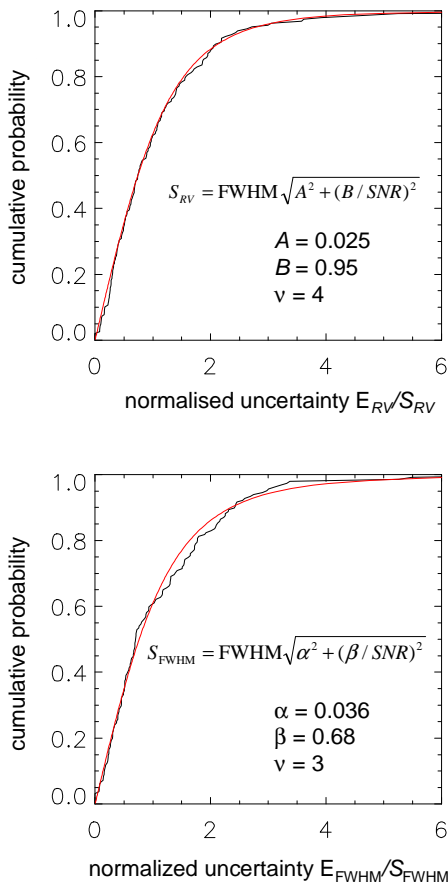 1.0
0.8
0.6
0.4
0.2
0.0
cumulative probability
S_RV = FWHM √(A² + (B / SNR)²)
A = 0.025
B = 0.95
ν = 4
0 2 4 6
normalised uncertainty E_RV/S_RV
1.0
0.8
0.6
0.4
0.2
0.0
cumulative probability
S_FWHM = FWHM √(α² + (β / SNR)²)
α = 0.036
β = 0.68
ν = 3
0 2 4 6
normalized uncertainty E_FWHM/S_FWHM